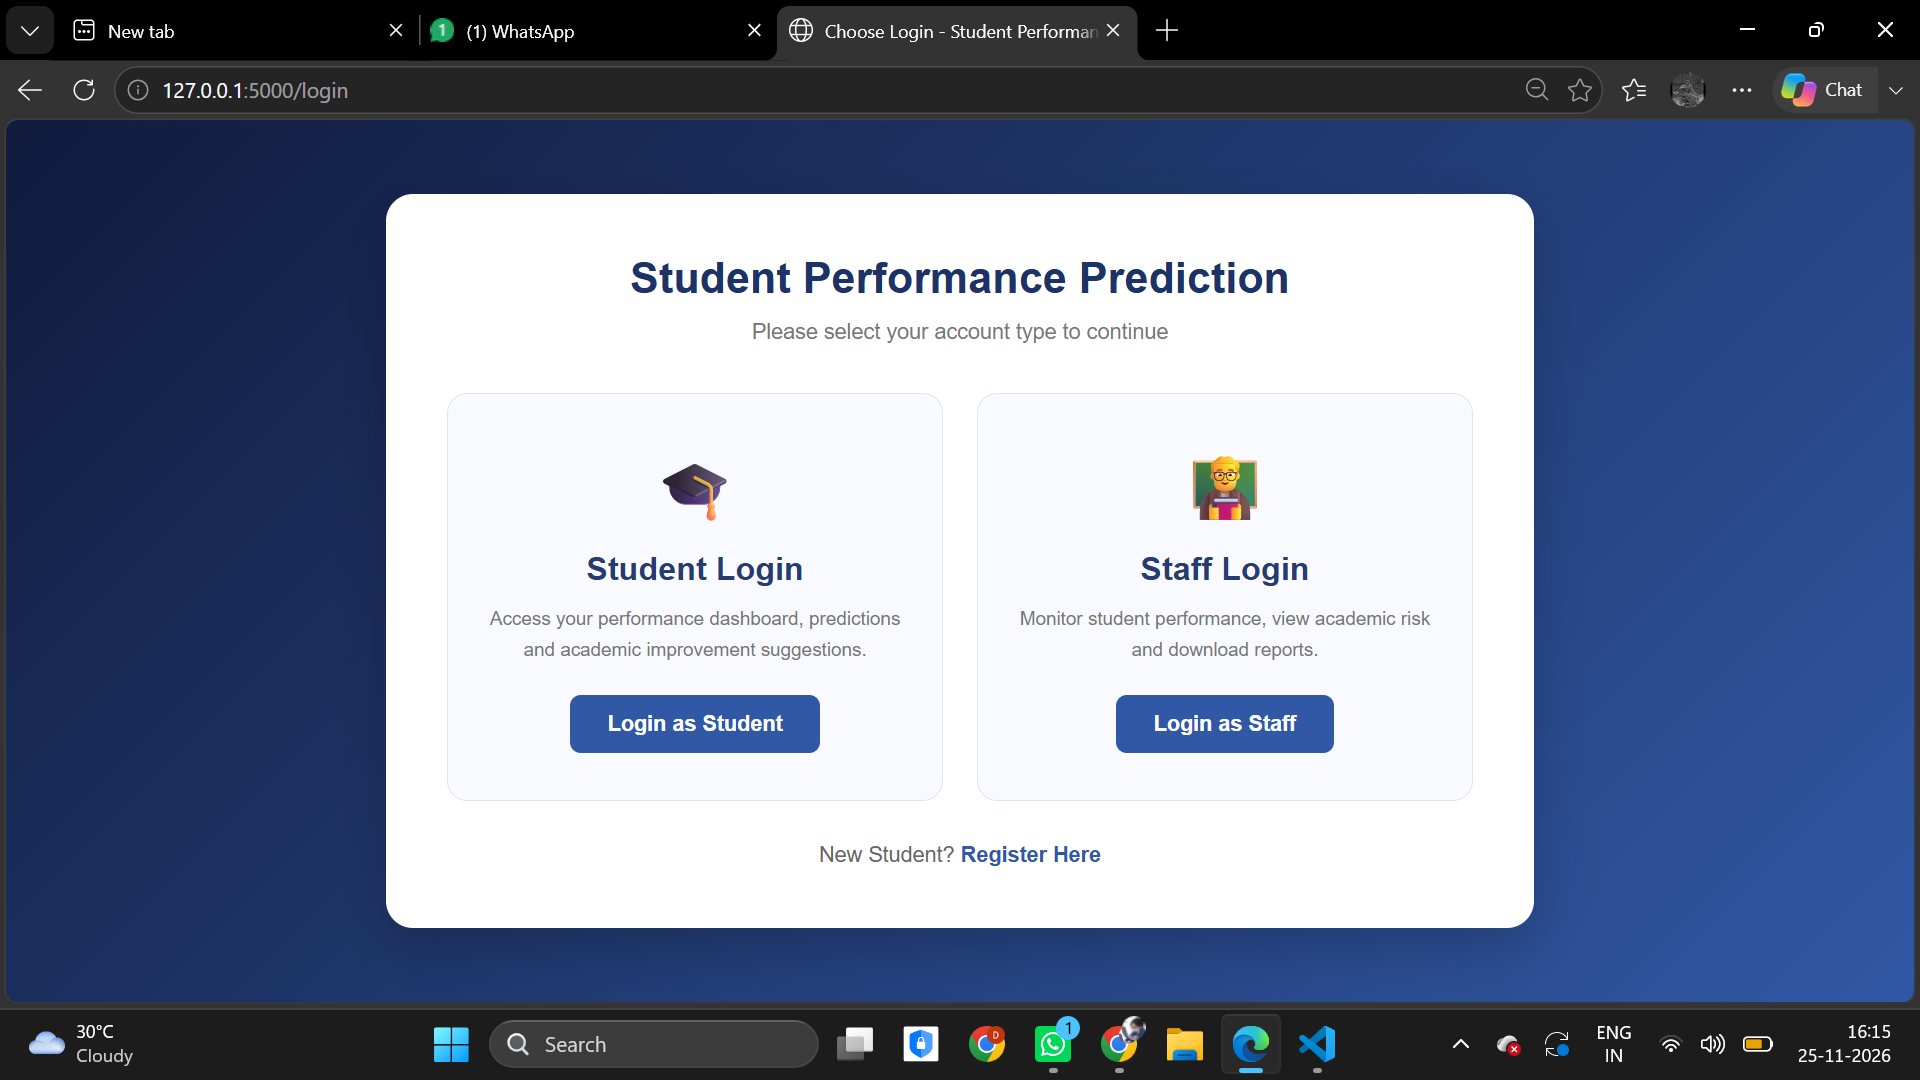 New tab
(1) WhatsApp
Choose Login - Student Performan
127.0.0.1:5000/login
Chat
Student Performance Prediction
Please select your account type to continue
Student Login
Access your performance dashboard, predictions
and academic improvement suggestions.
Login as Student
Staff Login
Monitor student performance, view academic risk
and download reports.
Login as Staff
New Student? Register Here
30°C
Cloudy
Search
D
1
ENG
IN
16:15
25-11-2026